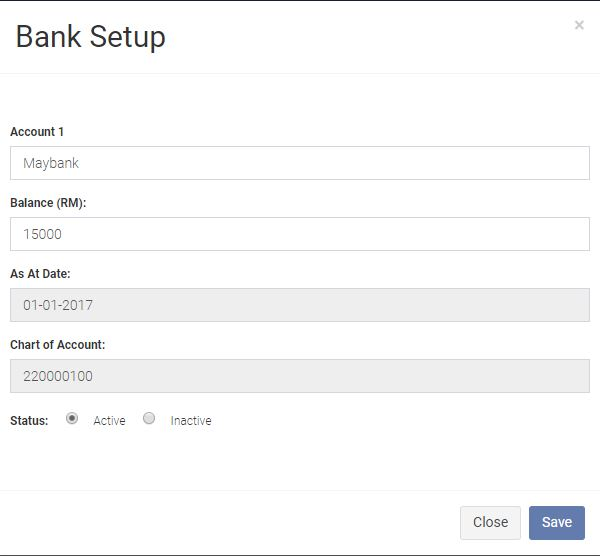 Bank Setup
×
Account 1
Maybank
Balance (RM):
15000
As At Date:
01-01-2017
Chart of Account:
220000100
Status: Active Inactive
Close Save